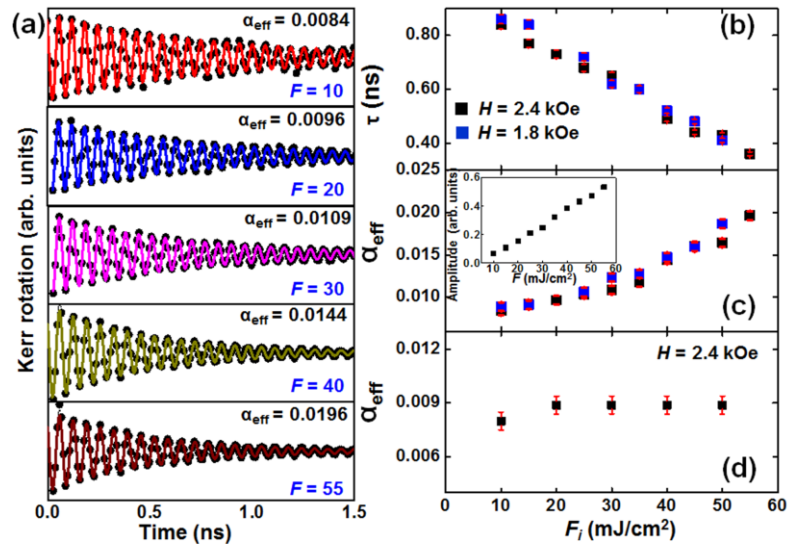 (a)
α_eff = 0.0084
F = 10
α_eff = 0.0096
F = 20
α_eff = 0.0109
F = 30
α_eff = 0.0144
F = 40
α_eff = 0.0196
F = 55
Kerr rotation (arb. units)
0.0 0.5 1.0 1.5
Time (ns)
(b)
τ (ns)
0.80
0.60
0.40
H = 2.4 kOe
H = 1.8 kOe
0.025
0.020
0.015
0.010
α_eff
(c)
Amplitude (arb. units)
0.6
0.4
0.2
0.0
10 20 30 40 50 60
F (mJ/cm²)
0.012
0.009
0.006
α_eff
H = 2.4 kOe
(d)
0 10 20 30 40 50 60
F_i (mJ/cm²)